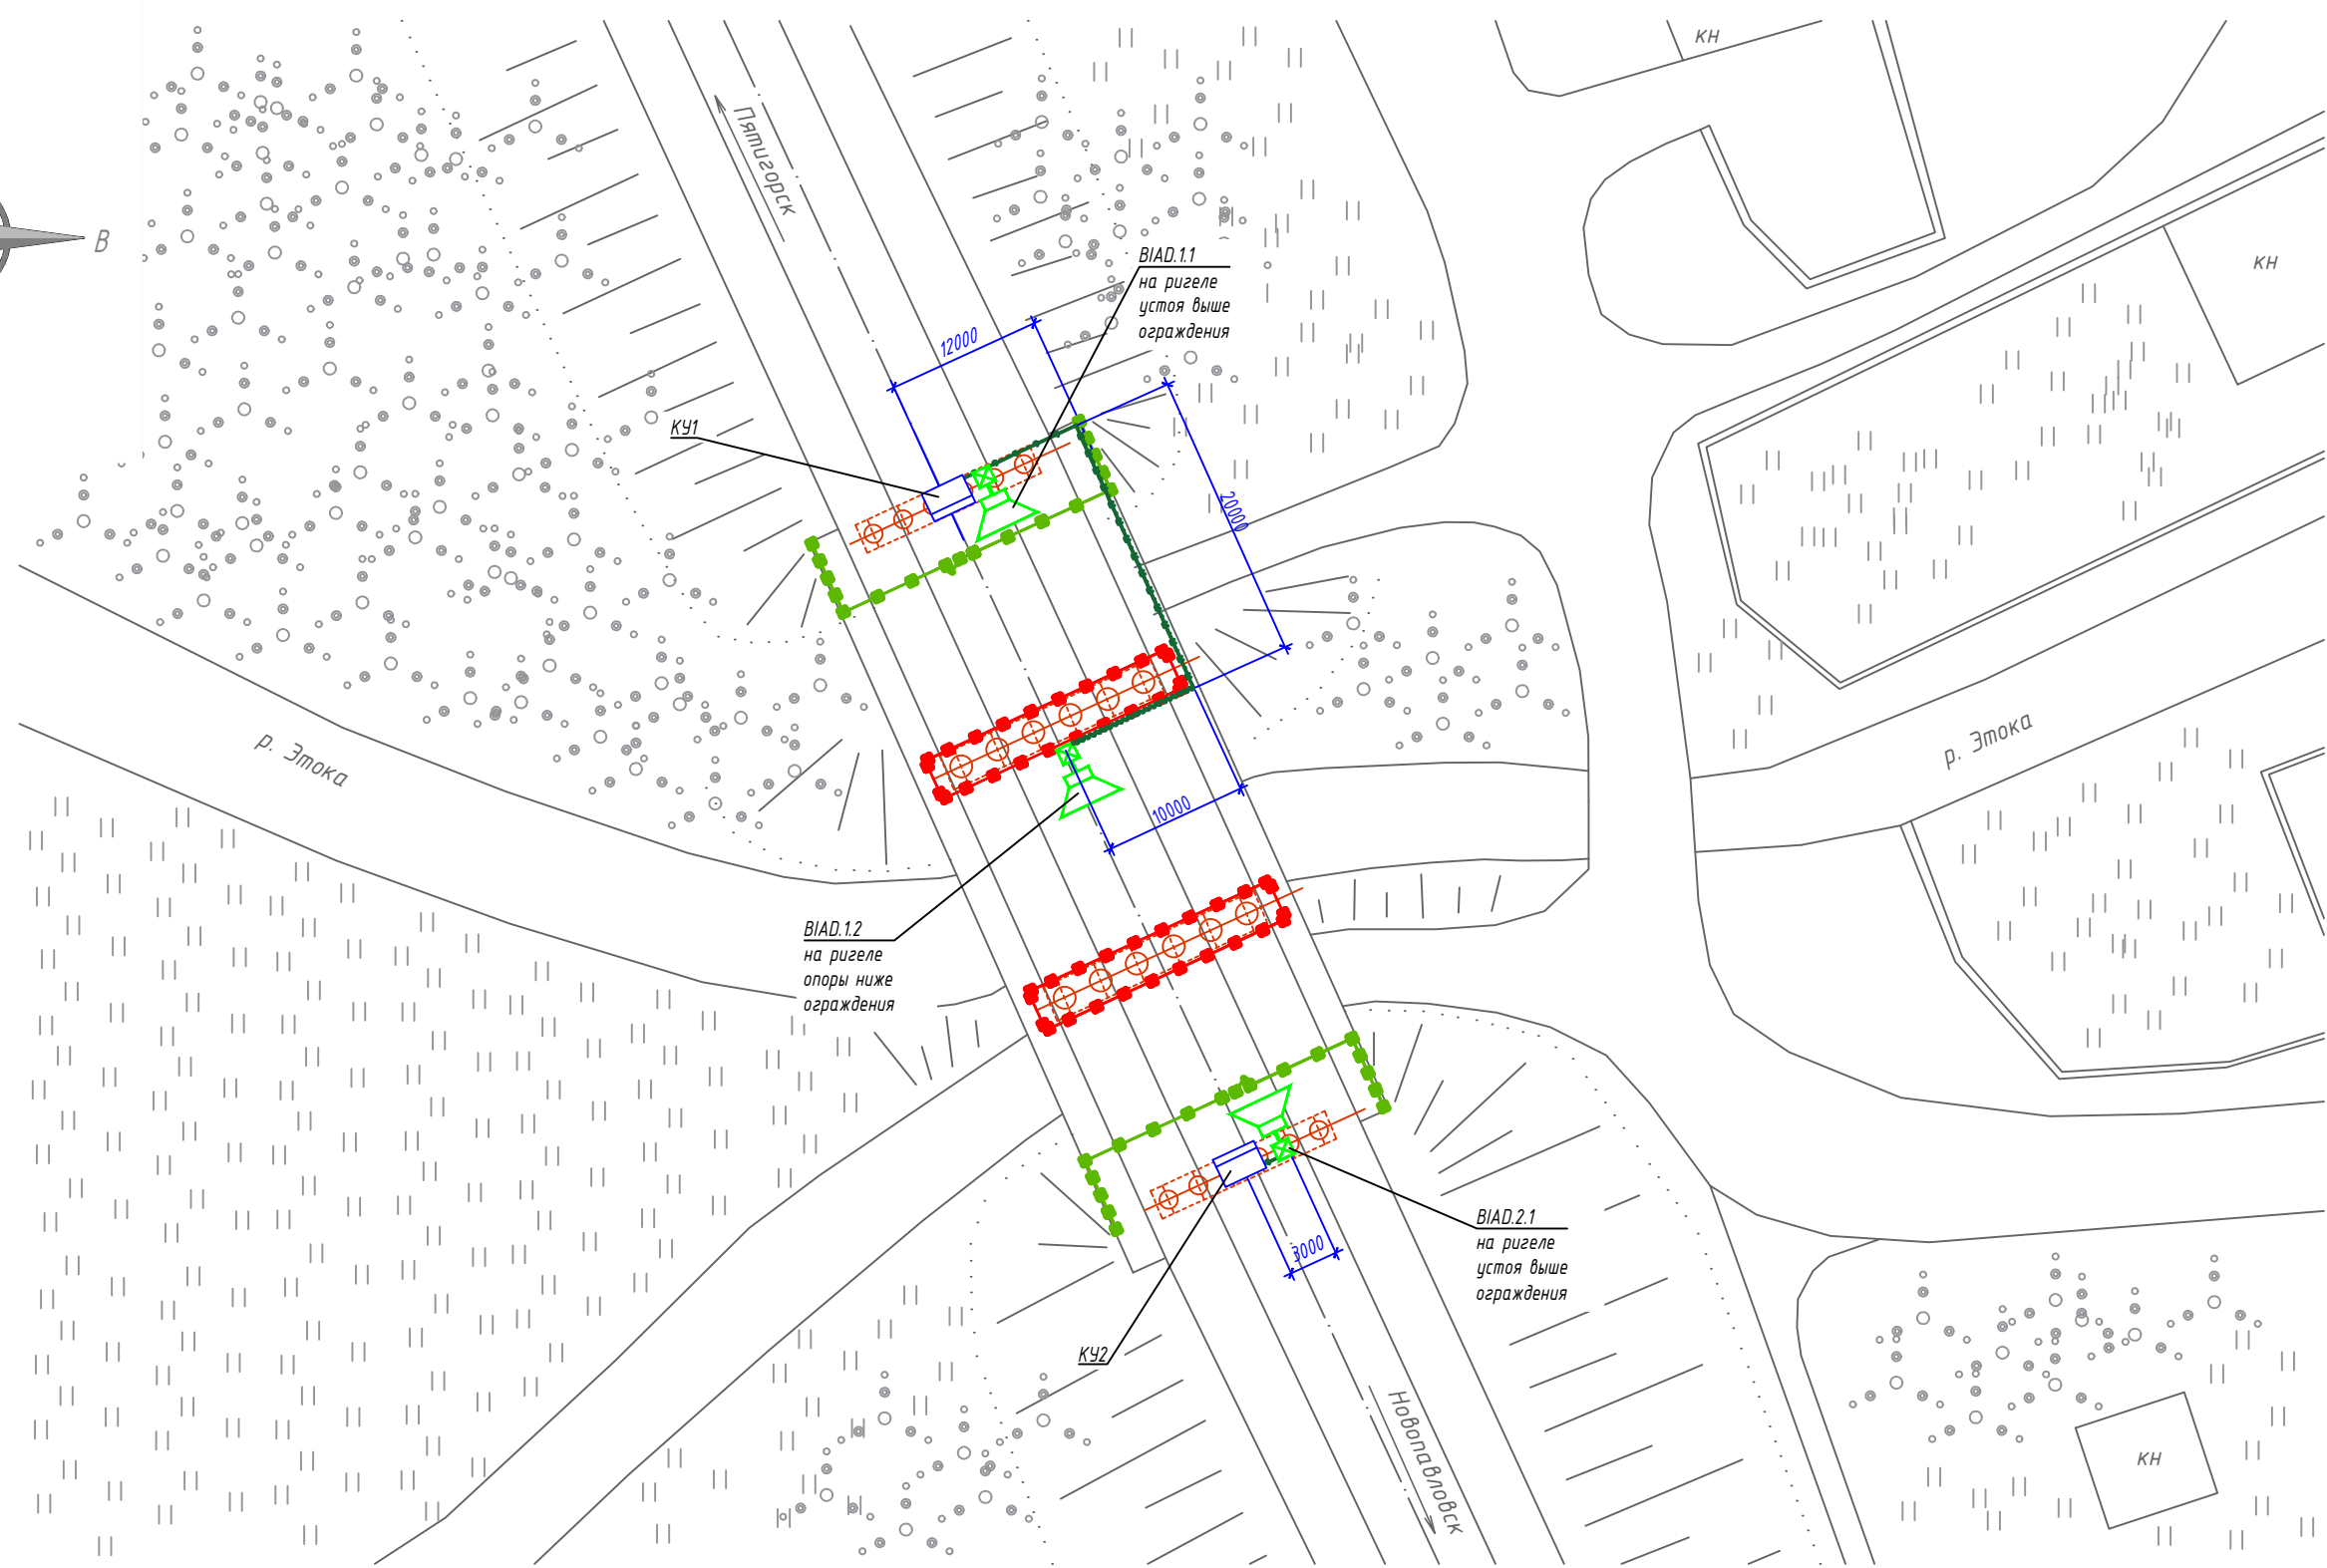 КН
Пятигорск
В
BIAD.1.1
на ригеле
устоя выше
ограждения
КН
12000
КУ1
20000
р. Этока
р. Этока
10000
BIAD.1.2
на ригеле
опоры ниже
ограждения
BIAD.2.1
на ригеле
устоя выше
ограждения
3000
КУ2
Новопавловск
КН